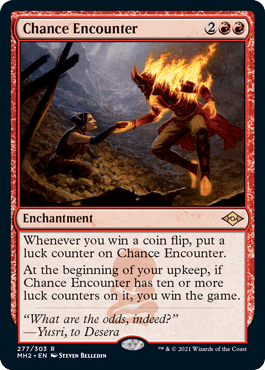 Chance Encounter 2
Enchantment
Whenever you win a coin flip, put a
luck counter on Chance Encounter.
At the beginning of your upkeep, if
Chance Encounter has ten or more
luck counters on it, you win the game.
“What are the odds, indeed?”
—Yusri, to Desera
277/303 R
MH2 • EN Steven Belledin
™ & © 2021 Wizards of the Coast